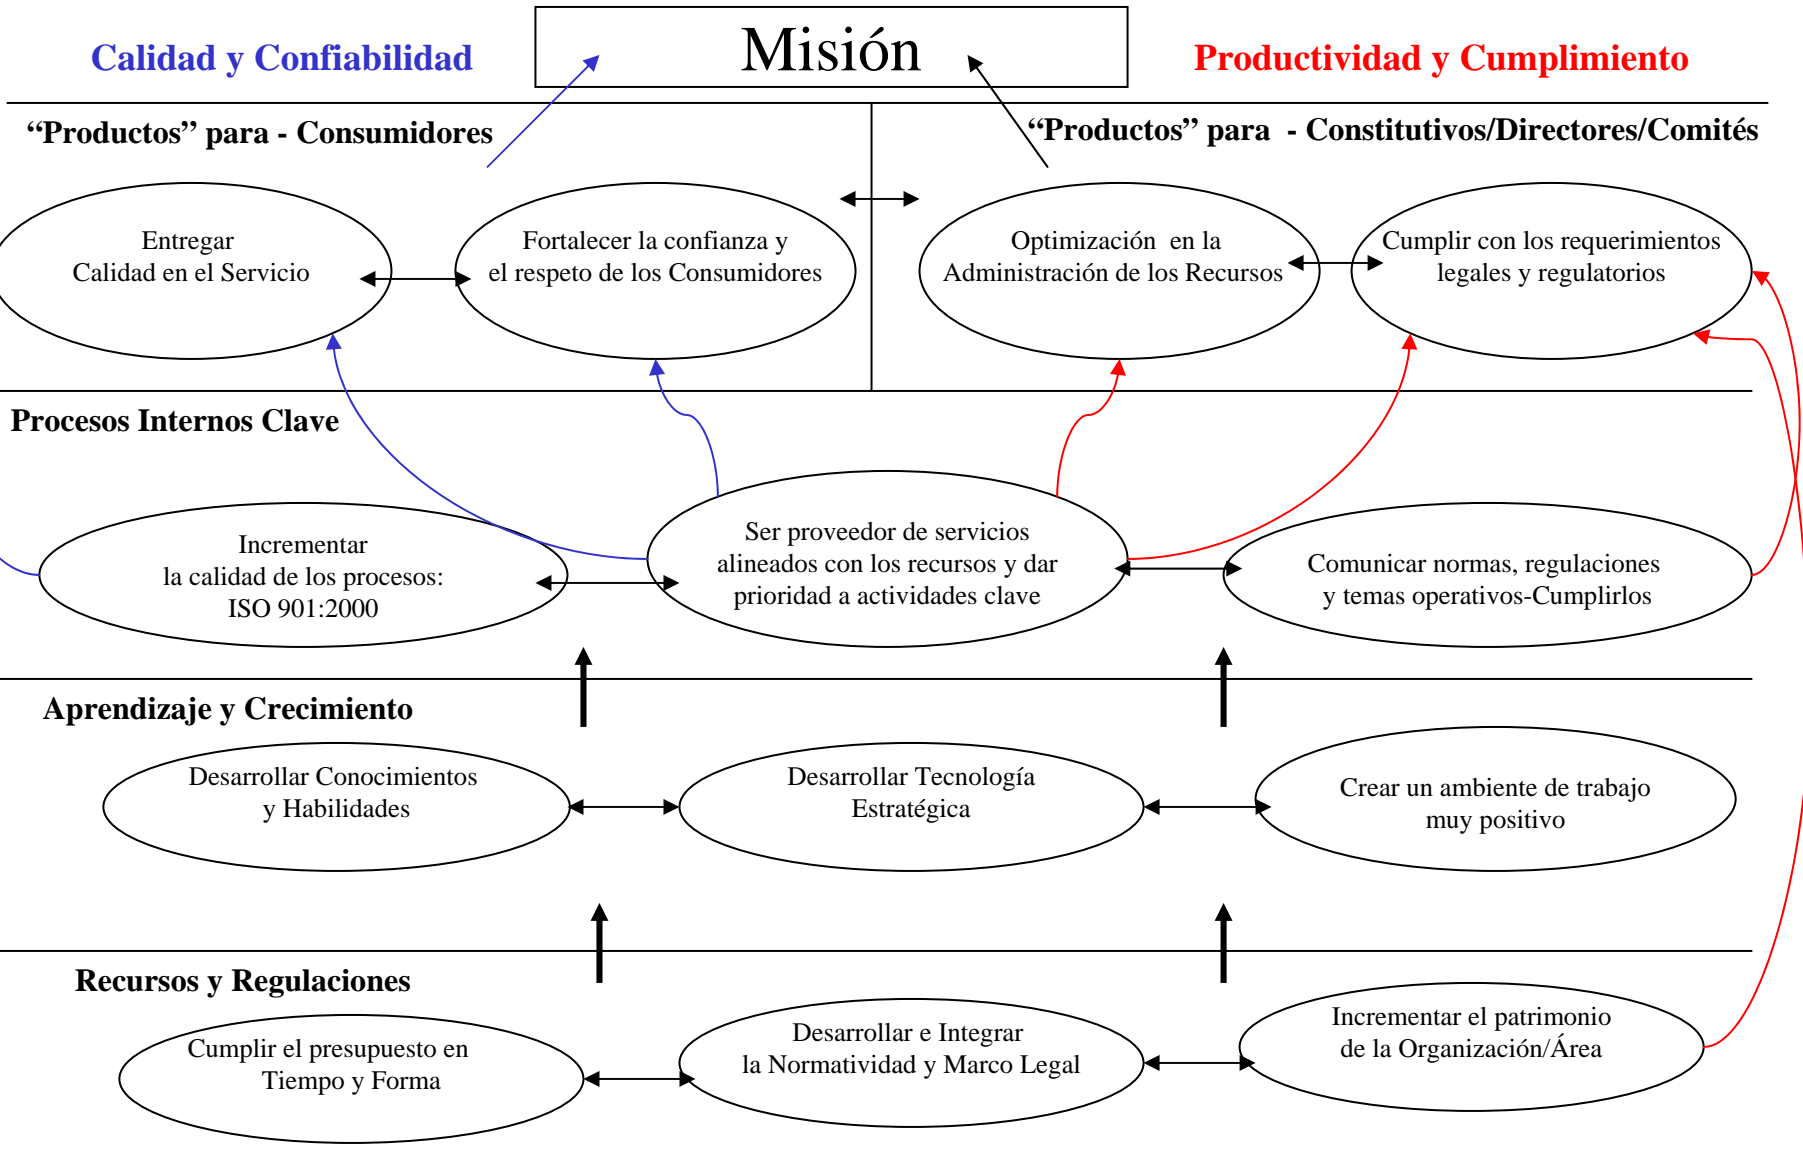 Misión
Calidad y Confiabilidad
Productividad y Cumplimiento
“Productos” para - Consumidores
“Productos” para - Constitutivos/Directores/Comités
Entregar
Calidad en el Servicio
Fortalecer la confianza y
el respeto de los Consumidores
Optimización en la
Administración de los Recursos
Cumplir con los requerimientos
legales y regulatorios
Procesos Internos Clave
Incrementar
la calidad de los procesos:
ISO 901:2000
Ser proveedor de servicios
alineados con los recursos y dar
prioridad a actividades clave
Comunicar normas, regulaciones
y temas operativos-Cumplirlos
Aprendizaje y Crecimiento
Desarrollar Conocimientos
y Habilidades
Desarrollar Tecnología
Estratégica
Crear un ambiente de trabajo
muy positivo
Recursos y Regulaciones
Cumplir el presupuesto en
Tiempo y Forma
Desarrollar e Integrar
la Normatividad y Marco Legal
Incrementar el patrimonio
de la Organización/Área